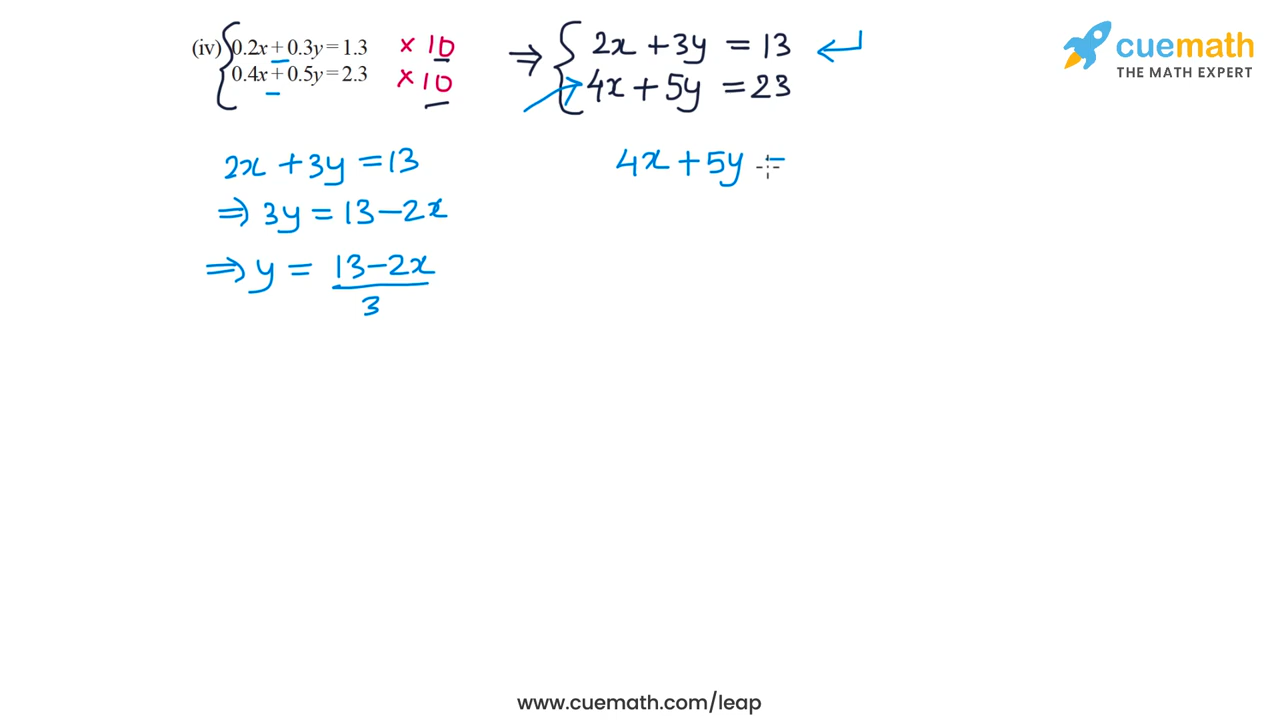 (iv) 0.2x + 0.3y = 1.3 × 10
0.4x + 0.5y = 2.3 × 10
⇒ 2x + 3y = 13
4x + 5y = 23
cuemath
THE MATH EXPERT
2x + 3y = 13
⇒ 3y = 13 - 2x
⇒ y = 13 - 2x
3
4x + 5y =
www.cuemath.com/leap